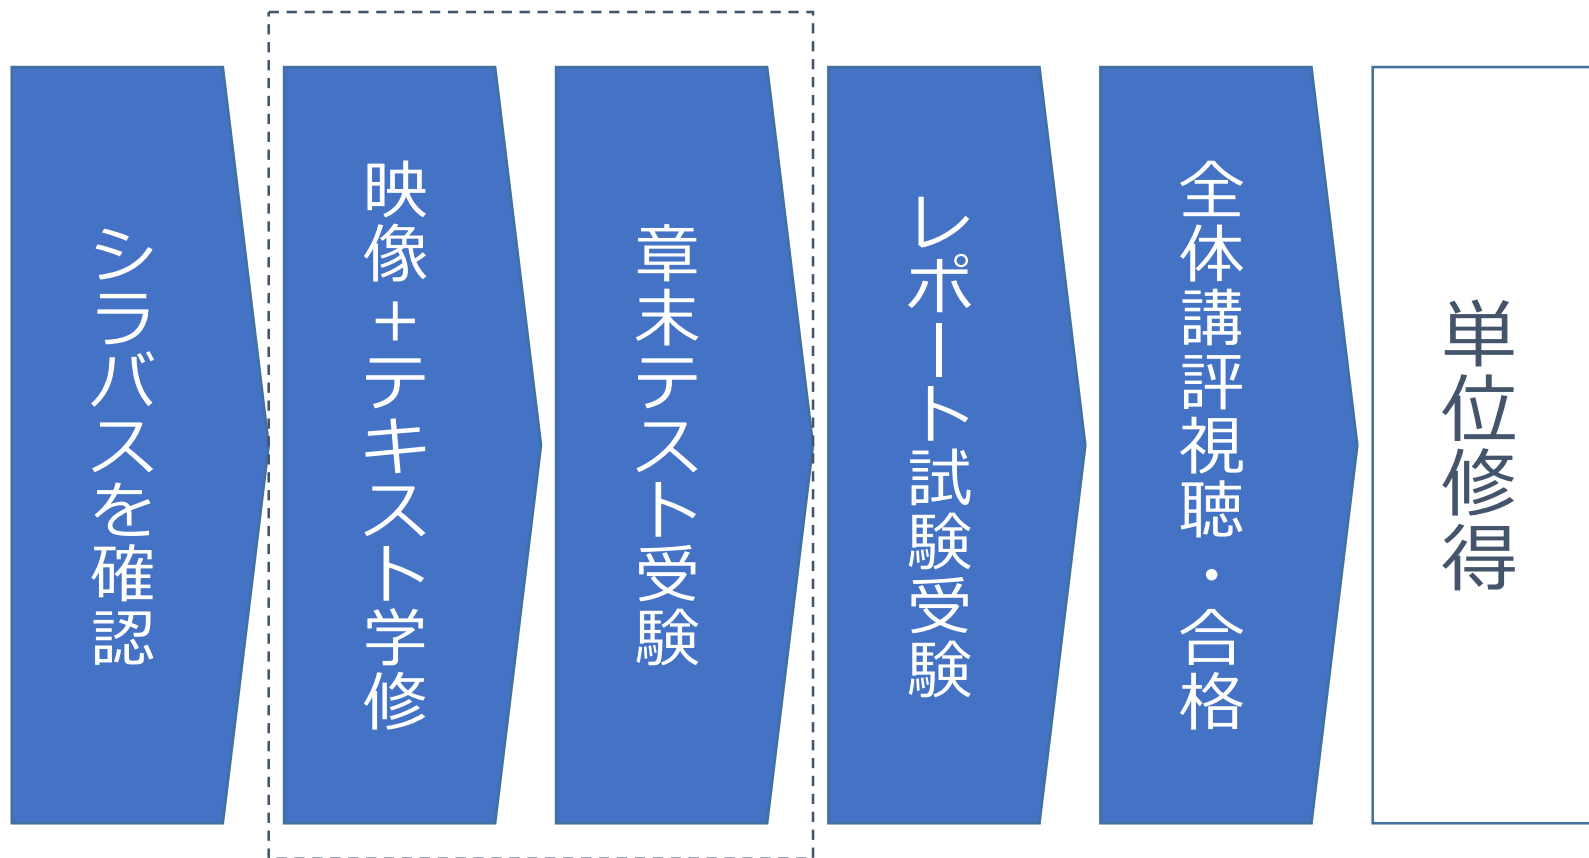 シラバスを確認
映像+テキスト学修
章末テスト受験
レポート試験受験
全体講評視聴・合格
単位修得